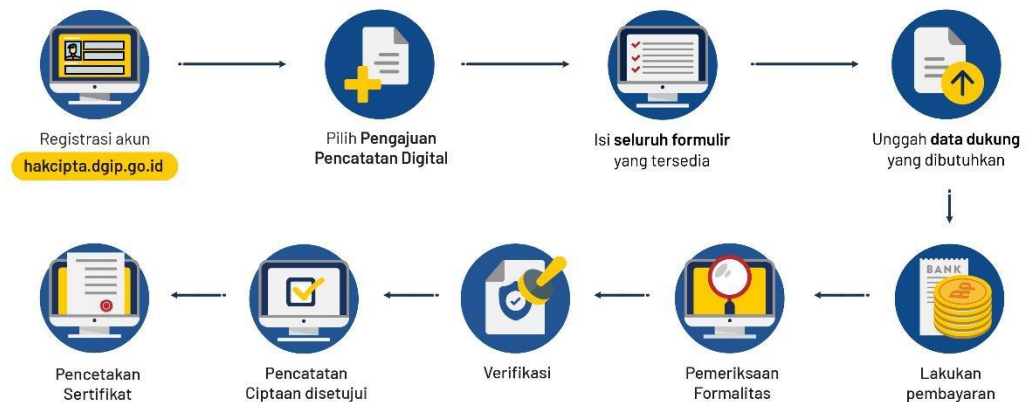 Registrasi akun
hakcipta.dgip.go.id
Pilih Pengajuan
Pencatatan Digital
Isi seluruh formulir
yang tersedia
Unggah data dukung
yang dibutuhkan
BANK
Rp
Lakukan
pembayaran
Pemeriksaan
Formalitas
Verifikasi
Pencatatan
Ciptaan disetujui
Pencetakan
Sertifikat